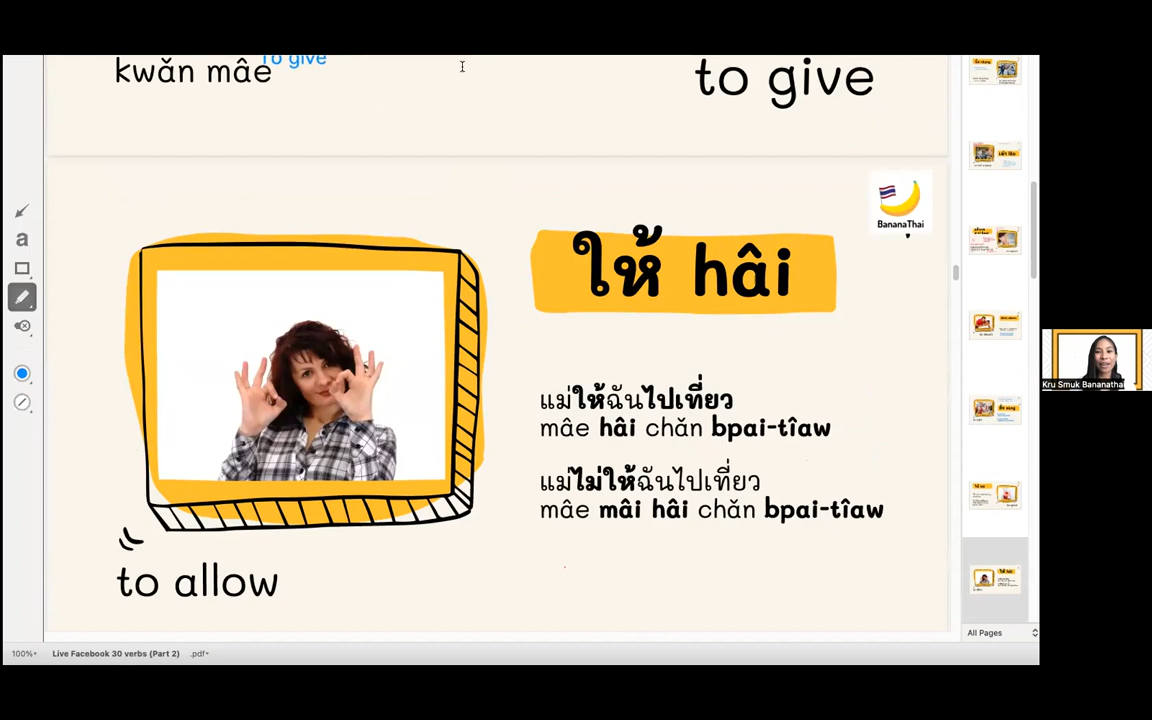 To give
kwǎn mâe
to give
BananaThai
ให้ hâi
แม่ให้ฉันไปเที่ยว
mâe hâi chǎn bpai-tîaw
แม่ไม่ให้ฉันไปเที่ยว
mâe mâi hâi chǎn bpai-tîaw
to allow
a
Kru Smuk Bananathai
All Pages
100%
Live Facebook 30 verbs (Part 2)
.pdf